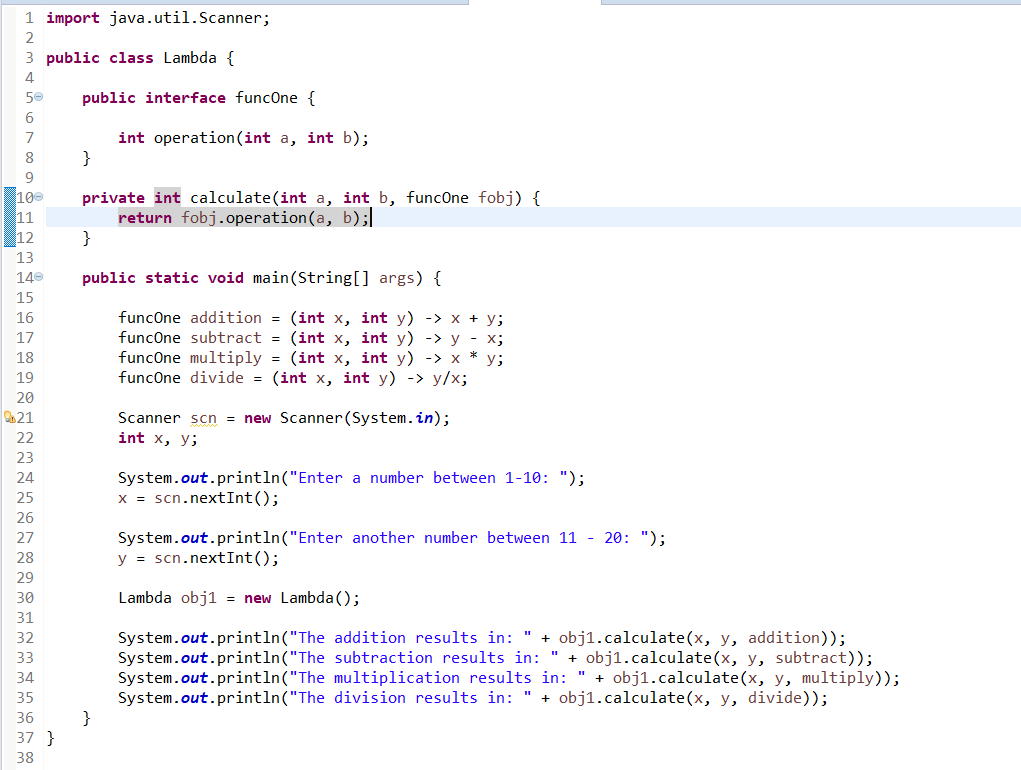 1 import java.util.Scanner;
2
3 public class Lambda {
4
5     public interface funcOne {
6
7         int operation(int a, int b);
8     }
9
10     private int calculate(int a, int b, funcOne fobj) {
11         return fobj.operation(a, b);
12     }
13
14     public static void main(String[] args) {
15
16         funcOne addition = (int x, int y) -> x + y;
17         funcOne subtract = (int x, int y) -> y - x;
18         funcOne multiply = (int x, int y) -> x * y;
19         funcOne divide = (int x, int y) -> y/x;
20
21         Scanner scn = new Scanner(System.in);
22         int x, y;
23
24         System.out.println("Enter a number between 1-10: ");
25         x = scn.nextInt();
26
27         System.out.println("Enter another number between 11 - 20: ");
28         y = scn.nextInt();
29
30         Lambda obj1 = new Lambda();
31
32         System.out.println("The addition results in: " + obj1.calculate(x, y, addition));
33         System.out.println("The subtraction results in: " + obj1.calculate(x, y, subtract));
34         System.out.println("The multiplication results in: " + obj1.calculate(x, y, multiply));
35         System.out.println("The division results in: " + obj1.calculate(x, y, divide));
36     }
37 }
38